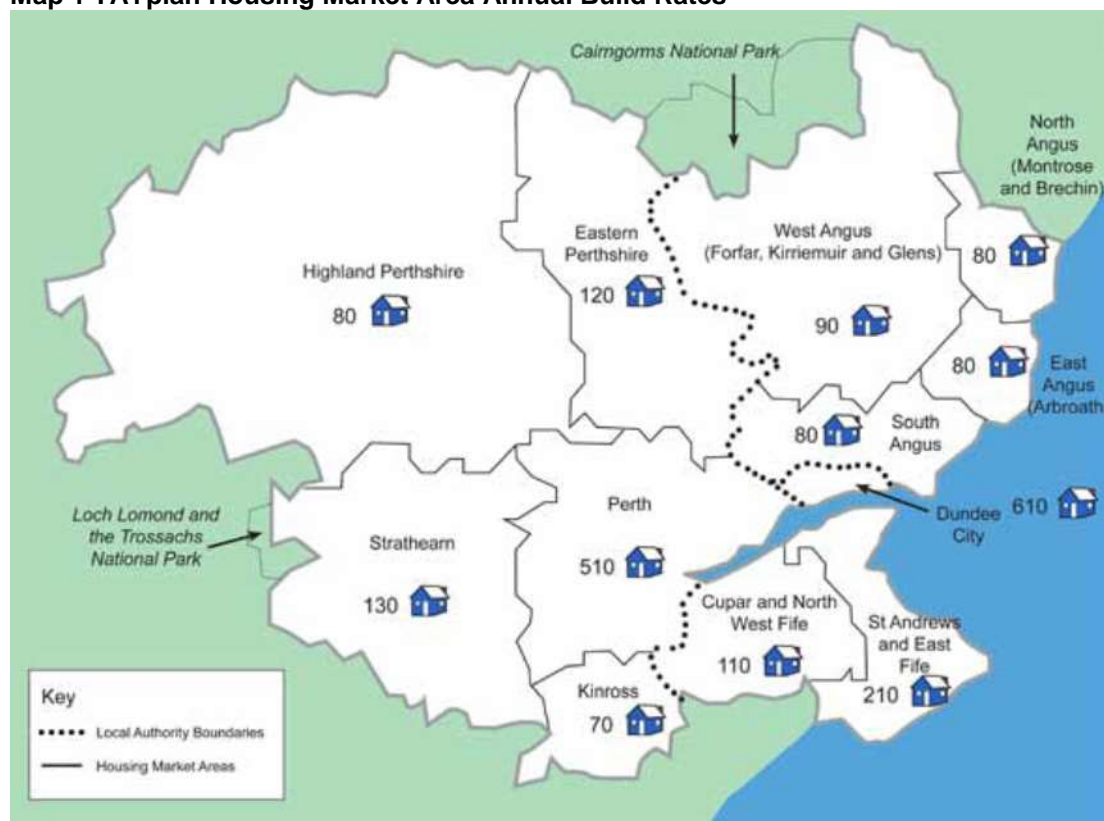 Map 1 TAYplan Housing Market Area Annual Build Rates
Cairngorms National Park
North
Angus
(Montrose
and Brechin)
80
West Angus
(Forfar, Kirriemuir and Glens)
90
Eastern
Perthshire
120
Highland Perthshire
80
80
East
Angus
(Arbroath)
South
Angus
80
Dundee
City
610
Loch Lomond and
the Trossachs
National Park
Strathearn
130
Perth
510
Cupar and North
West Fife
110
St Andrews
and East
Fife
210
Kinross
70
Key
Local Authority Boundaries
Housing Market Areas